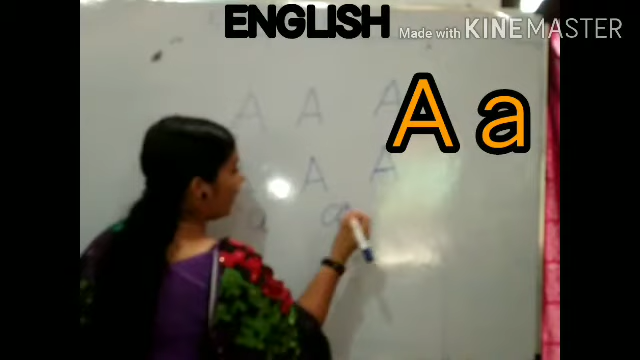 ENGLISH
Made with KINEMASTER
A a
A A A
A A
a a